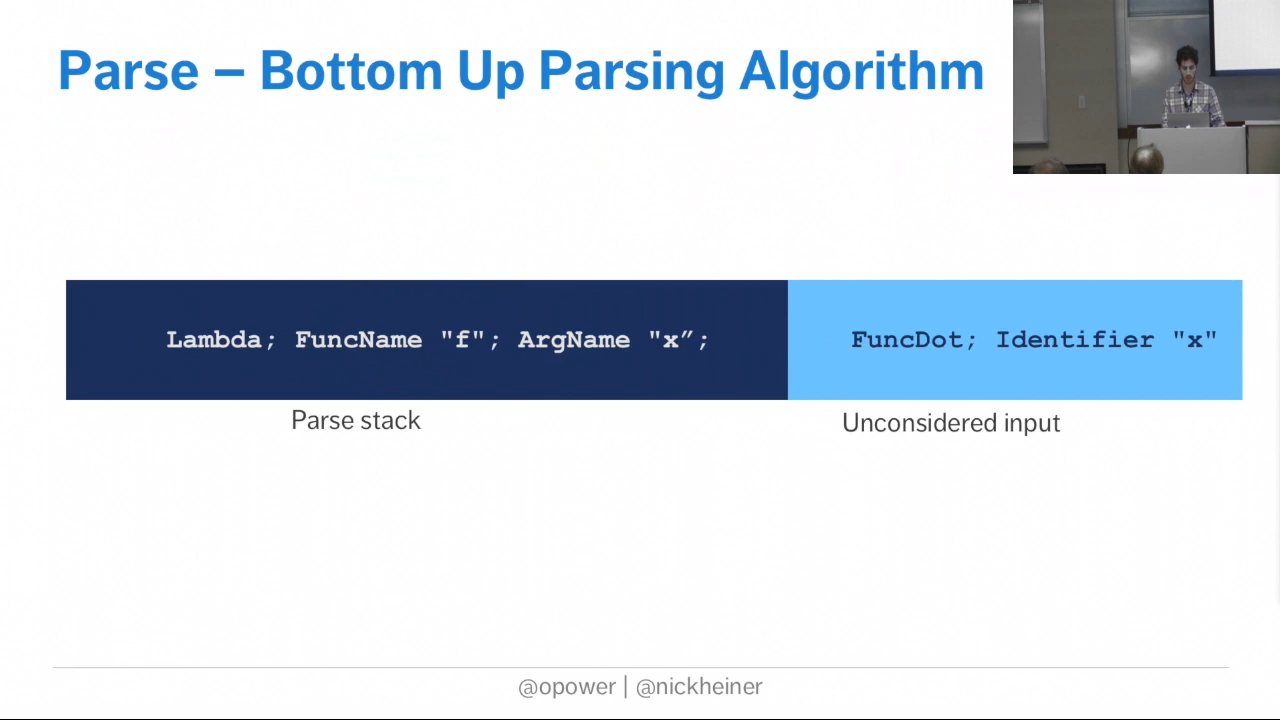 Parse – Bottom Up Parsing Algorithm
Lambda; FuncName "f"; ArgName "x”;
FuncDot; Identifier "x"
Parse stack
Unconsidered input
@opower | @nickheiner